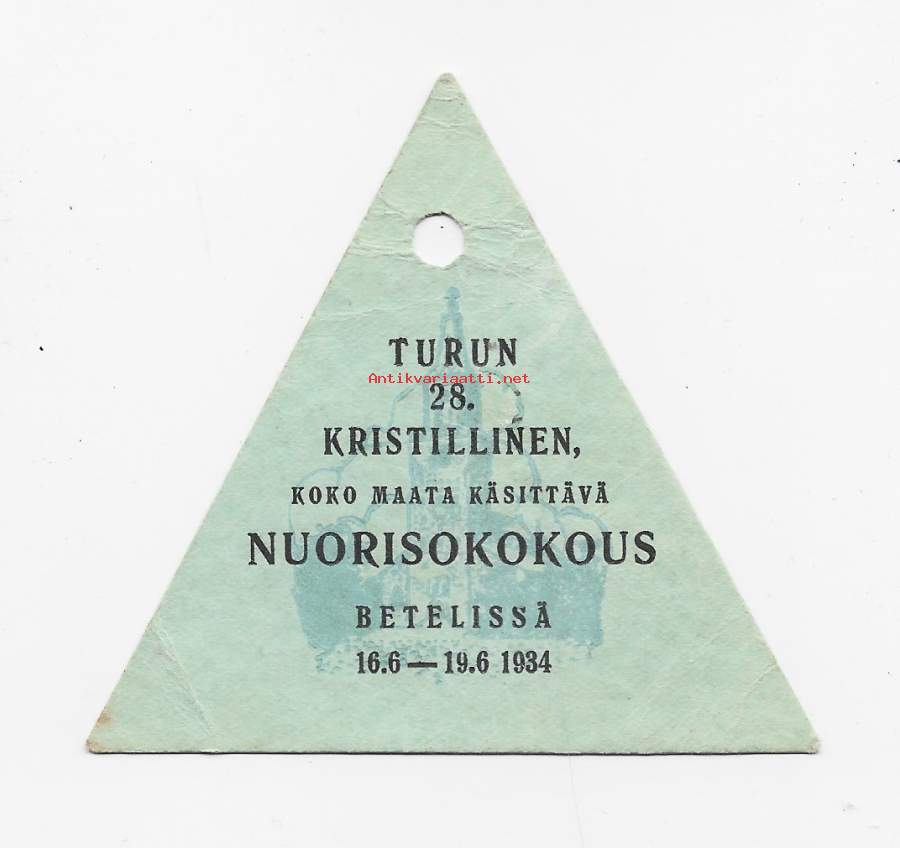 TURUN
Antikvariaatti.net
28.
KRISTILLINEN,
KOKO MAATA KÄSITTÄVÄ
NUORISOKOKOUS
BETELISSÄ
16.6 — 19.6 1934